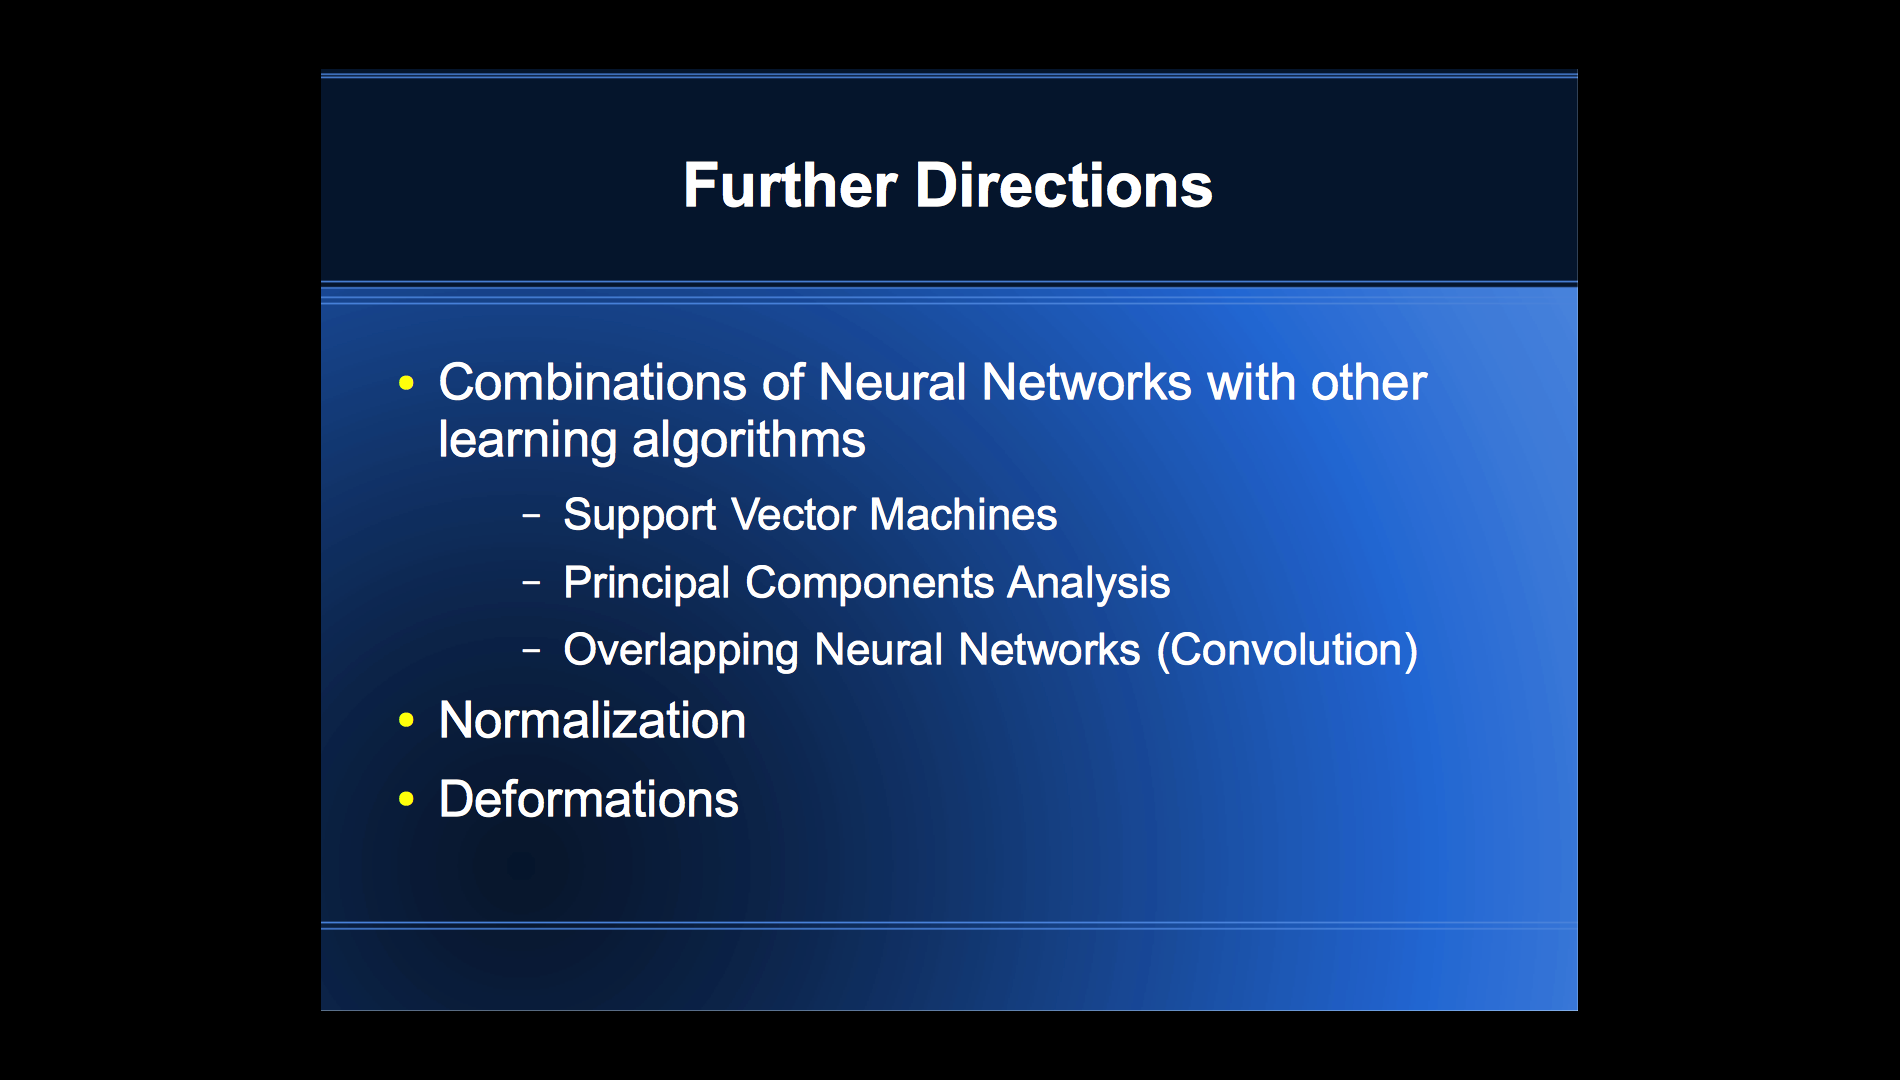 Further Directions
• Combinations of Neural Networks with other
learning algorithms
– Support Vector Machines
– Principal Components Analysis
– Overlapping Neural Networks (Convolution)
• Normalization
• Deformations